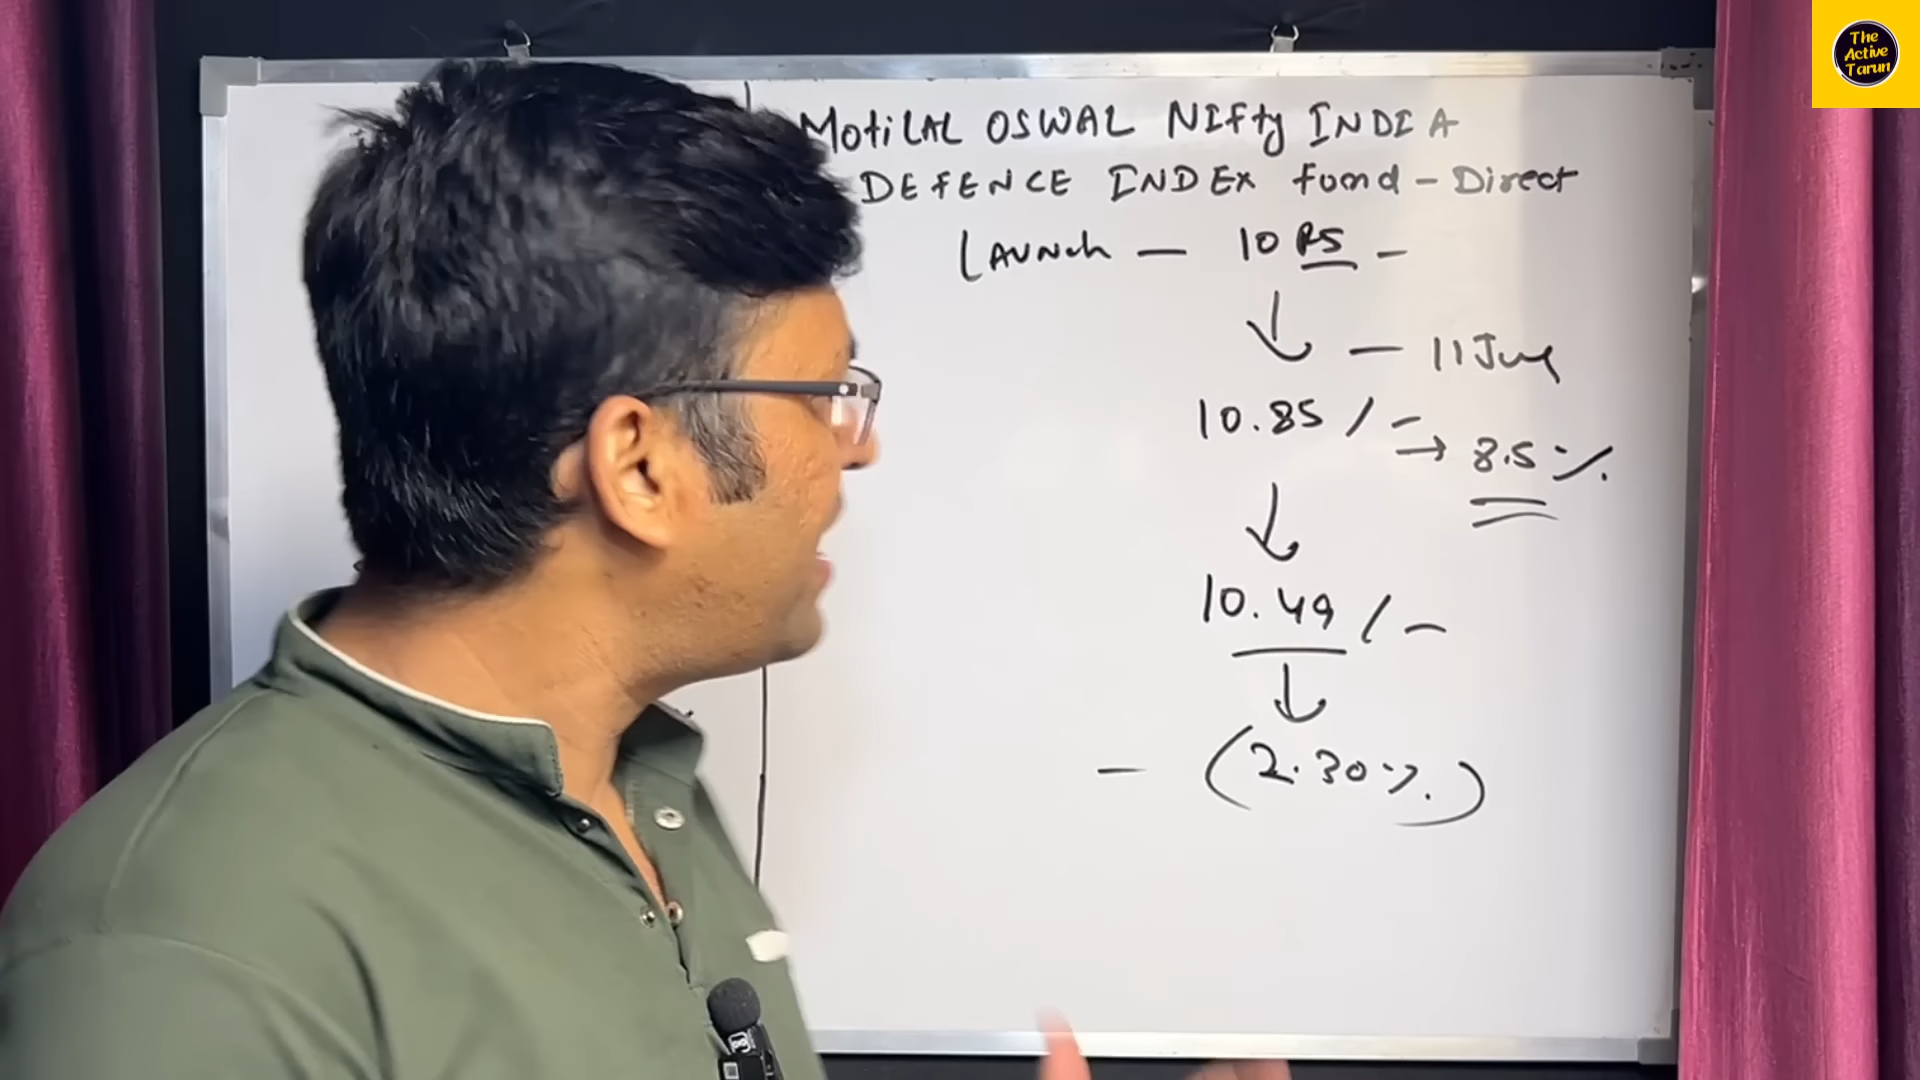 The
Active
Tarun
MotiLAL OSWAL NIfty INDIA
DEFENCE INDEX fund - Direct
LAUNch — 10 RS -
— 11 July
10.85 /-
→ 8.5 %
10.49 /-
- (2.30%.)